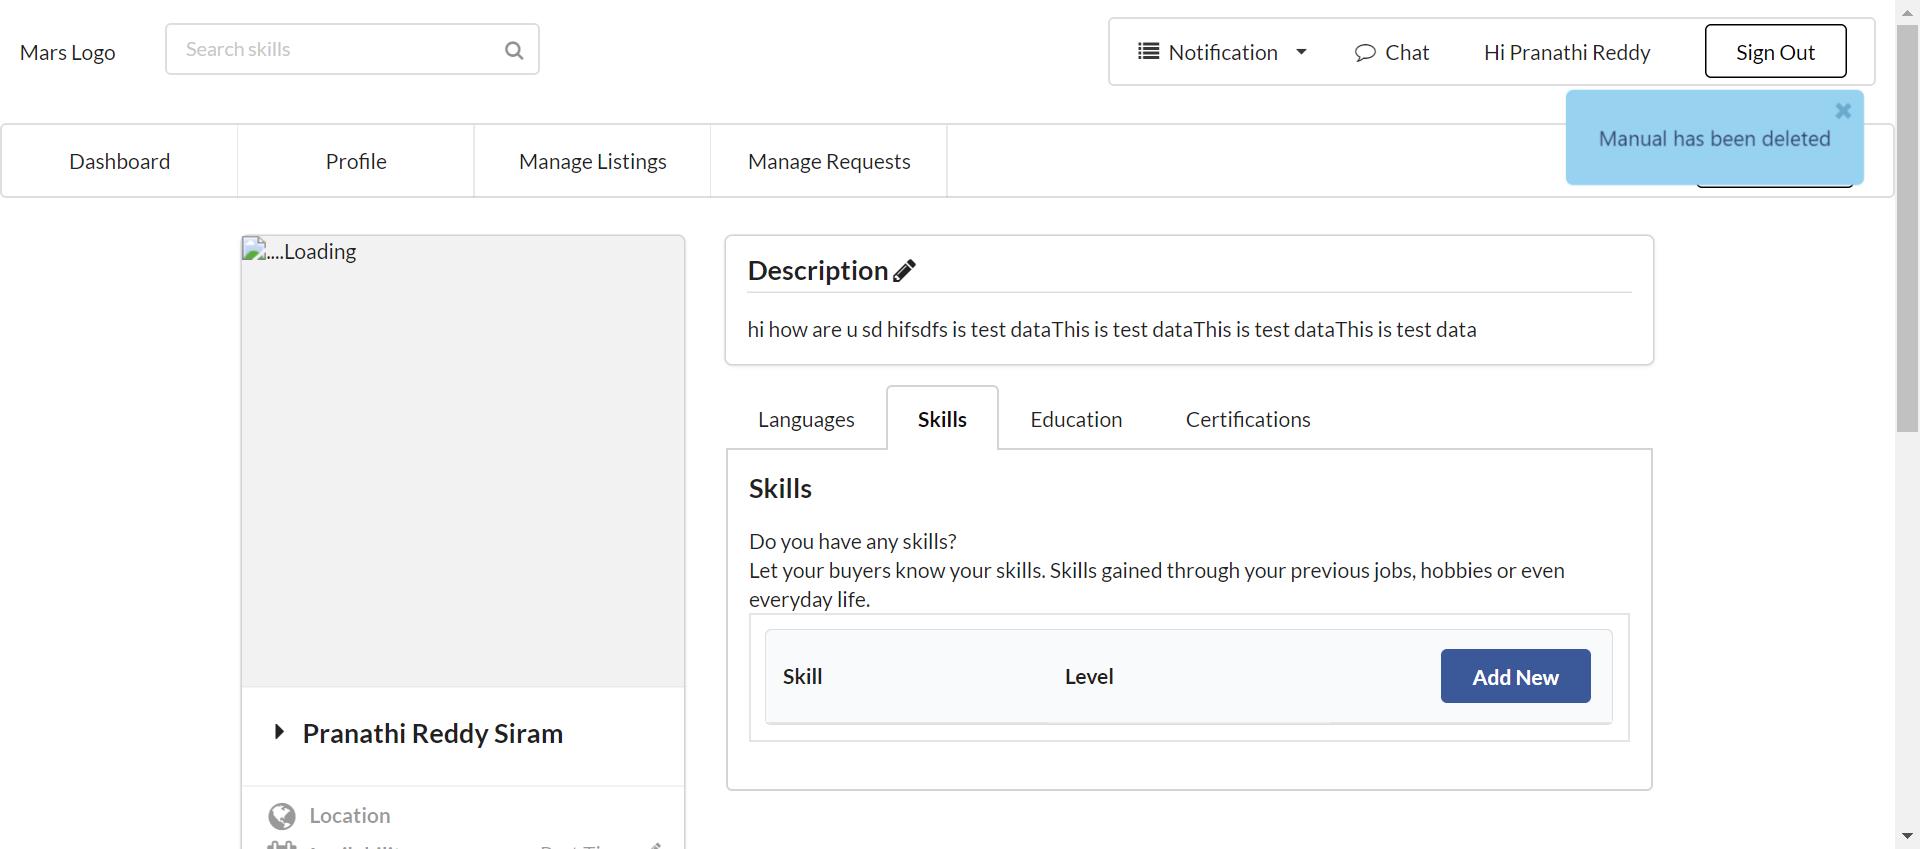 Mars Logo
Search skills
Notification
Chat
Hi Pranathi Reddy
Sign Out
Manual has been deleted
Dashboard
Profile
Manage Listings
Manage Requests
....Loading
Pranathi Reddy Siram
Location
Description
hi how are u sd hifsdfs is test dataThis is test dataThis is test dataThis is test data
Languages
Skills
Education
Certifications
Skills
Do you have any skills?
Let your buyers know your skills. Skills gained through your previous jobs, hobbies or even
everyday life.
Skill
Level
Add New